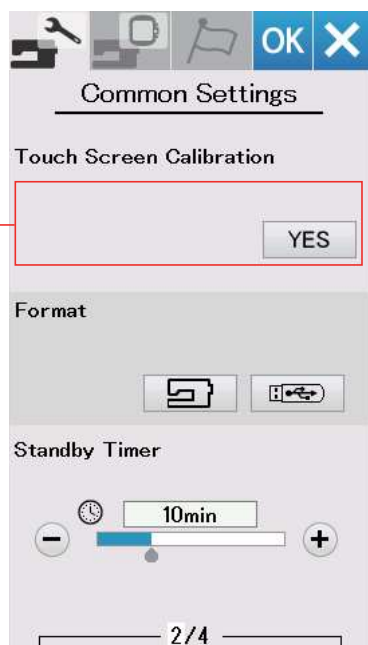 OK
Common Settings
Touch Screen Calibration
YES
Format
Standby Timer
10min
2/4